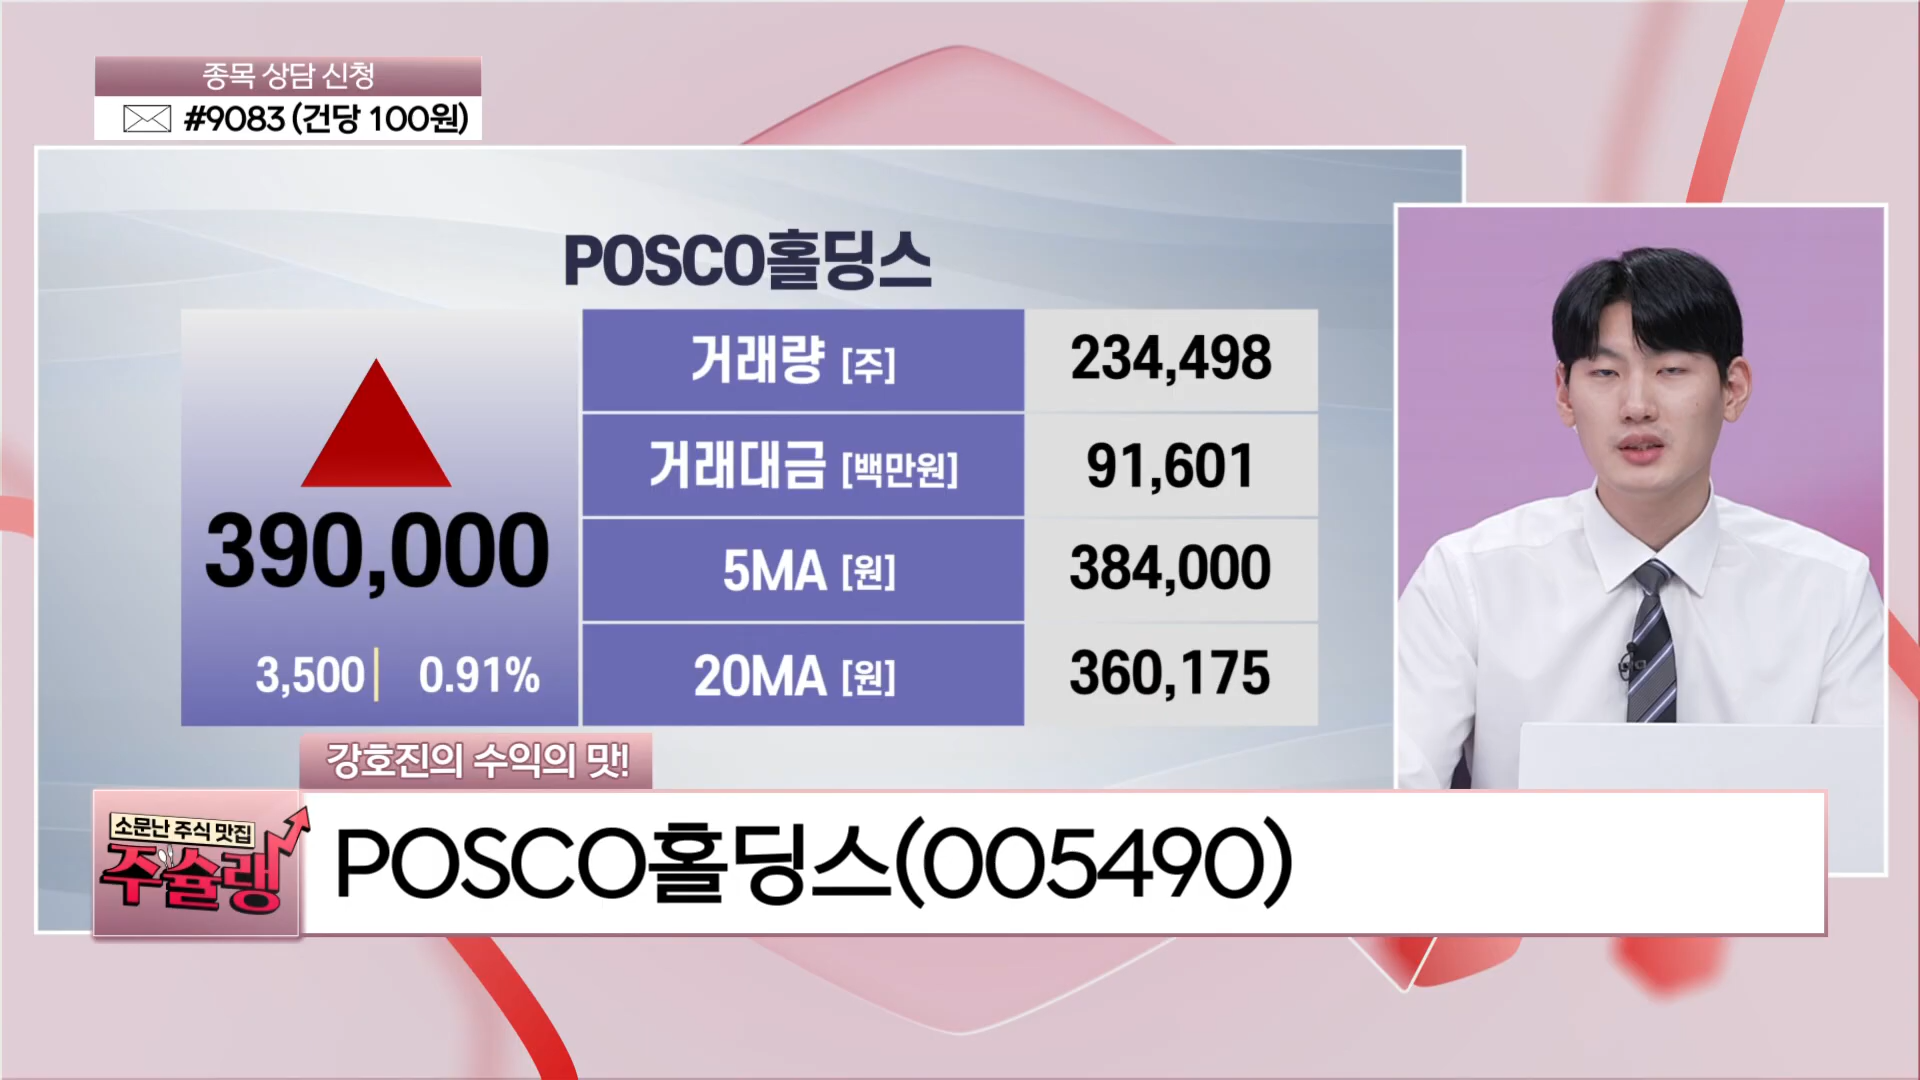 종목 상담 신청
#9083 (건당 100원)
POSCO홀딩스
390,000
3,500 0.91%
거래량 [주] 234,498
거래대금 [백만원] 91,601
5MA [원] 384,000
20MA [원] 360,175
강호진의 수익의 맛!
소문난 주식 맛집
주슐랭
POSCO홀딩스(005490)